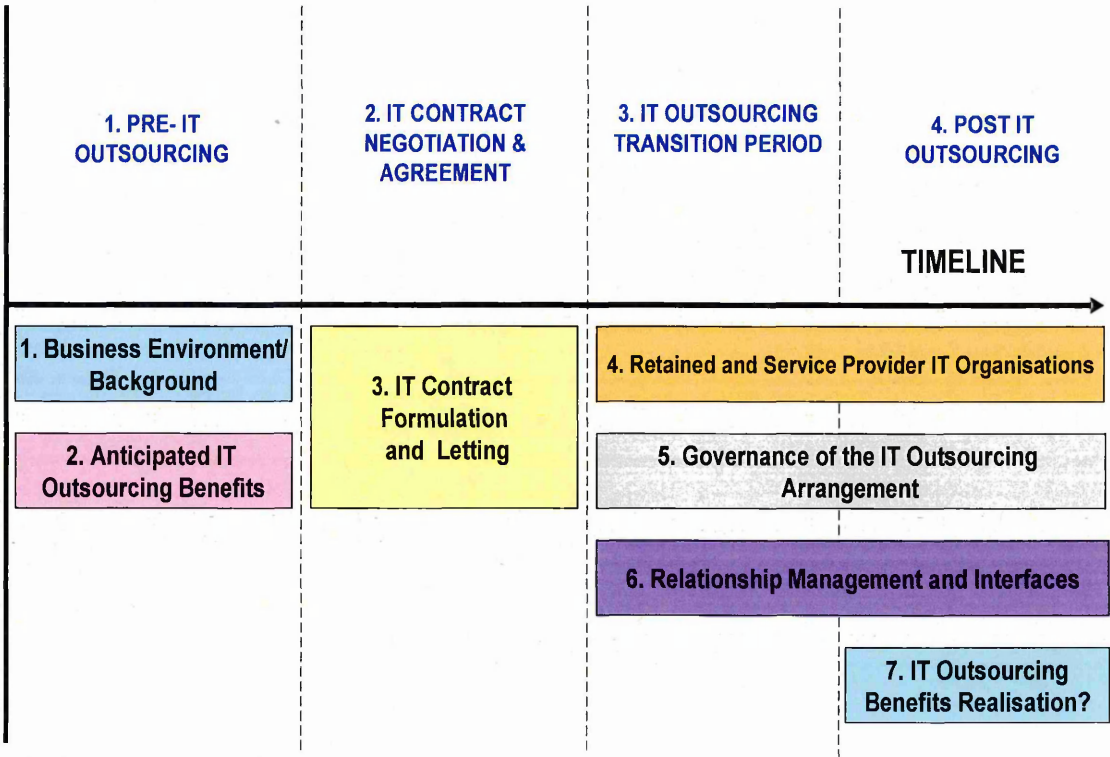 1. PRE- IT
OUTSOURCING
2. IT CONTRACT
NEGOTIATION &
AGREEMENT
3. IT OUTSOURCING
TRANSITION PERIOD
4. POST IT
OUTSOURCING
TIMELINE
1. Business Environment/
Background
2. Anticipated IT
Outsourcing Benefits
3. IT Contract
Formulation
and Letting
4. Retained and Service Provider IT Organisations
5. Governance of the IT Outsourcing
Arrangement
6. Relationship Management and Interfaces
7. IT Outsourcing
Benefits Realisation?